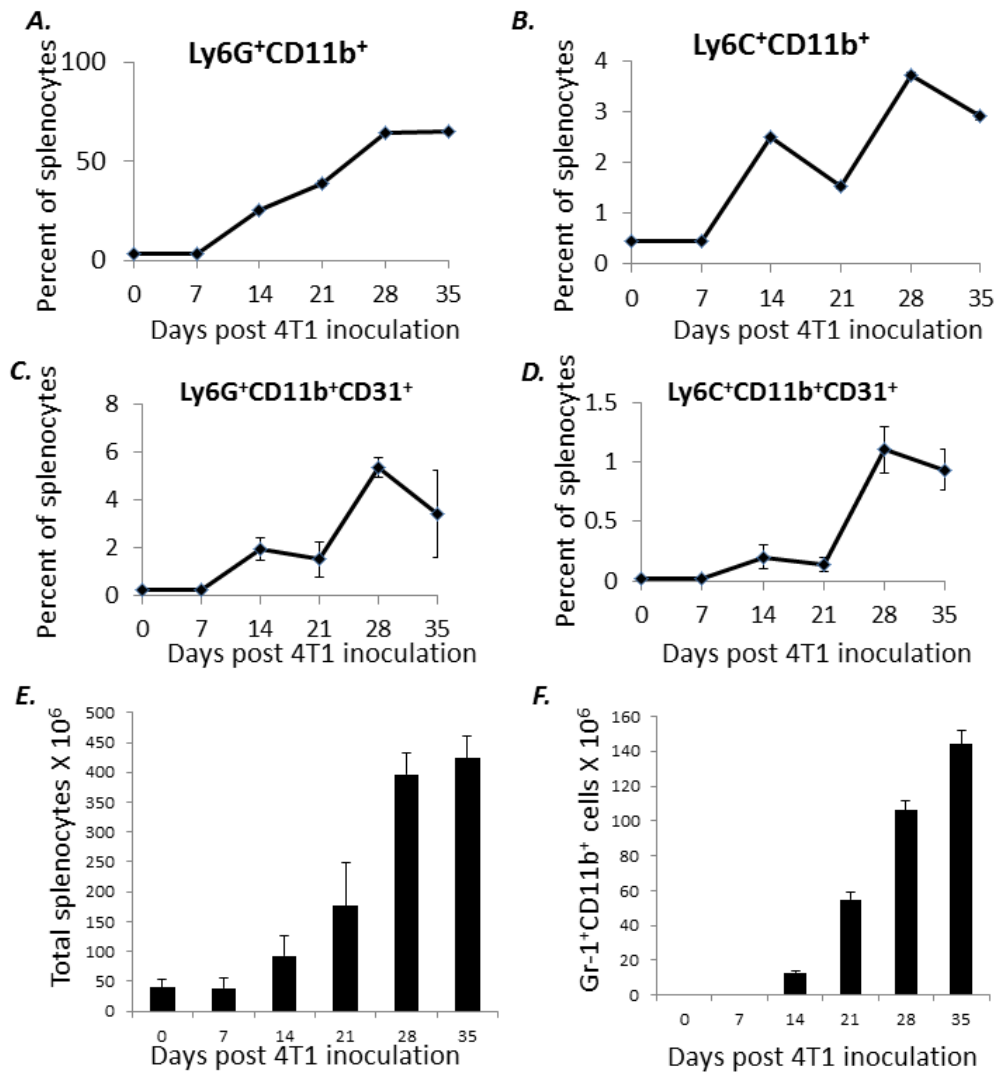 A.
Ly6G⁺CD11b⁺
Percent of splenocytes
100
50
0
0 7 14 21 28 35
Days post 4T1 inoculation
B.
Ly6C⁺CD11b⁺
Percent of splenocytes
4
3
2
1
0
0 7 14 21 28 35
Days post 4T1 inoculation
C.
Ly6G⁺CD11b⁺CD31⁺
Percent of splenocytes
8
6
4
2
0
0 7 14 21 28 35
Days post 4T1 inoculation
D.
Ly6C⁺CD11b⁺CD31⁺
Percent of splenocytes
1.5
1
0.5
0
0 7 14 21 28 35
Days post 4T1 inoculation
E.
Total splenocytes X 10⁶
500
450
400
350
300
250
200
150
100
50
0
0 7 14 21 28 35
Days post 4T1 inoculation
F.
Gr-1⁺CD11b⁺ cells X 10⁶
160
140
120
100
80
60
40
20
0
0 7 14 21 28 35
Days post 4T1 inoculation